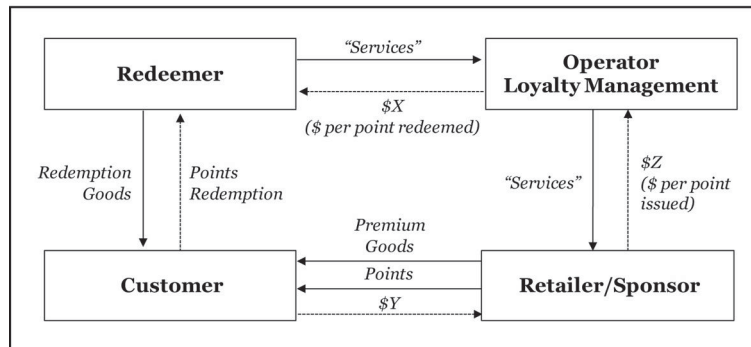 Redeemer
“Services”
Operator
Loyalty Management
$X
($ per point redeemed)
Redemption
Goods
Points
Redemption
“Services”
$Z
($ per point
issued)
Premium
Goods
Points
Customer
Retailer/Sponsor
$Y